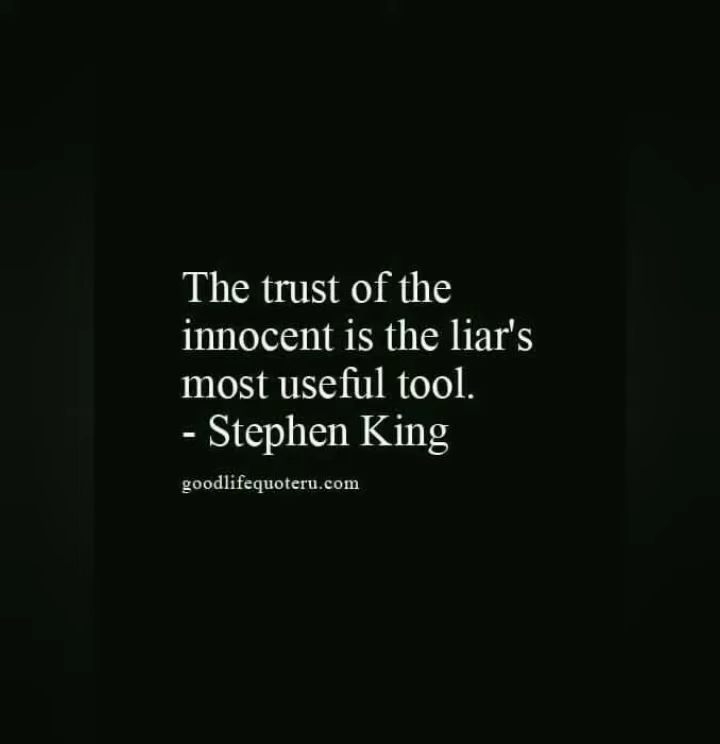 The trust of the
innocent is the liar's
most useful tool.
- Stephen King
goodlifequoteru.com